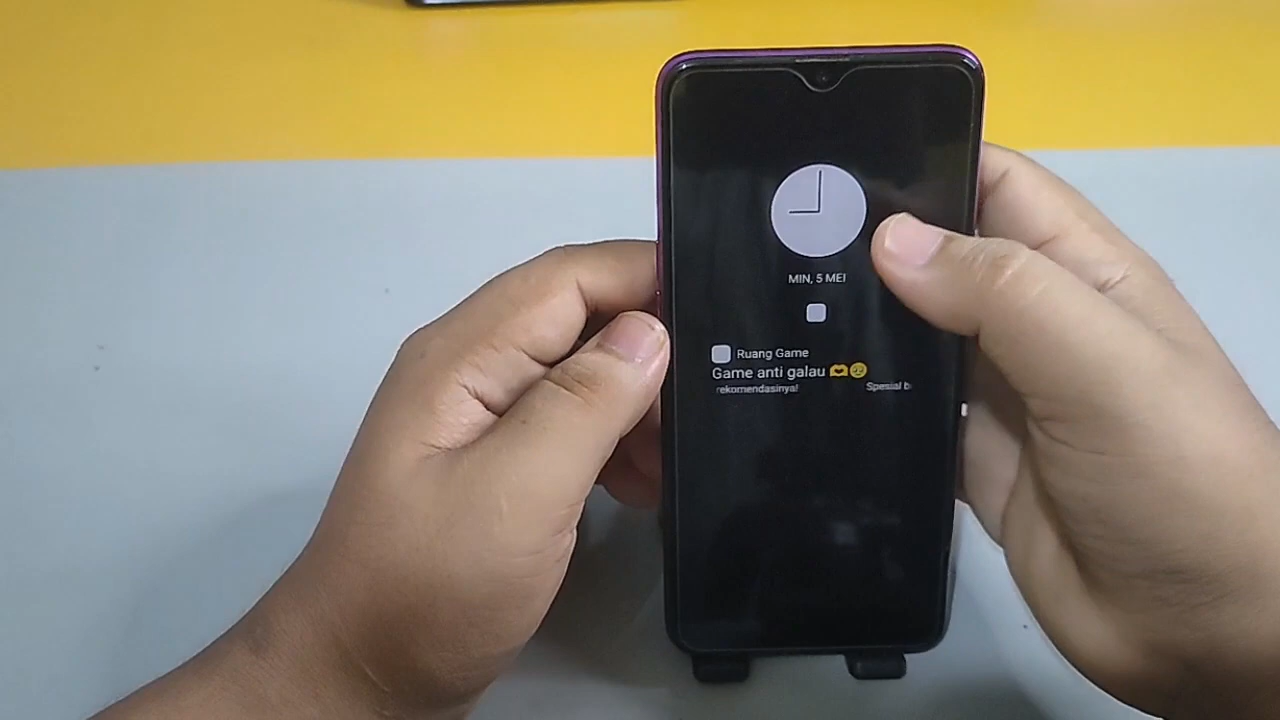 MIN, 5 MEI
Ruang Game
Game anti galau 🫶🥺
rekomendasinya! Spesial b